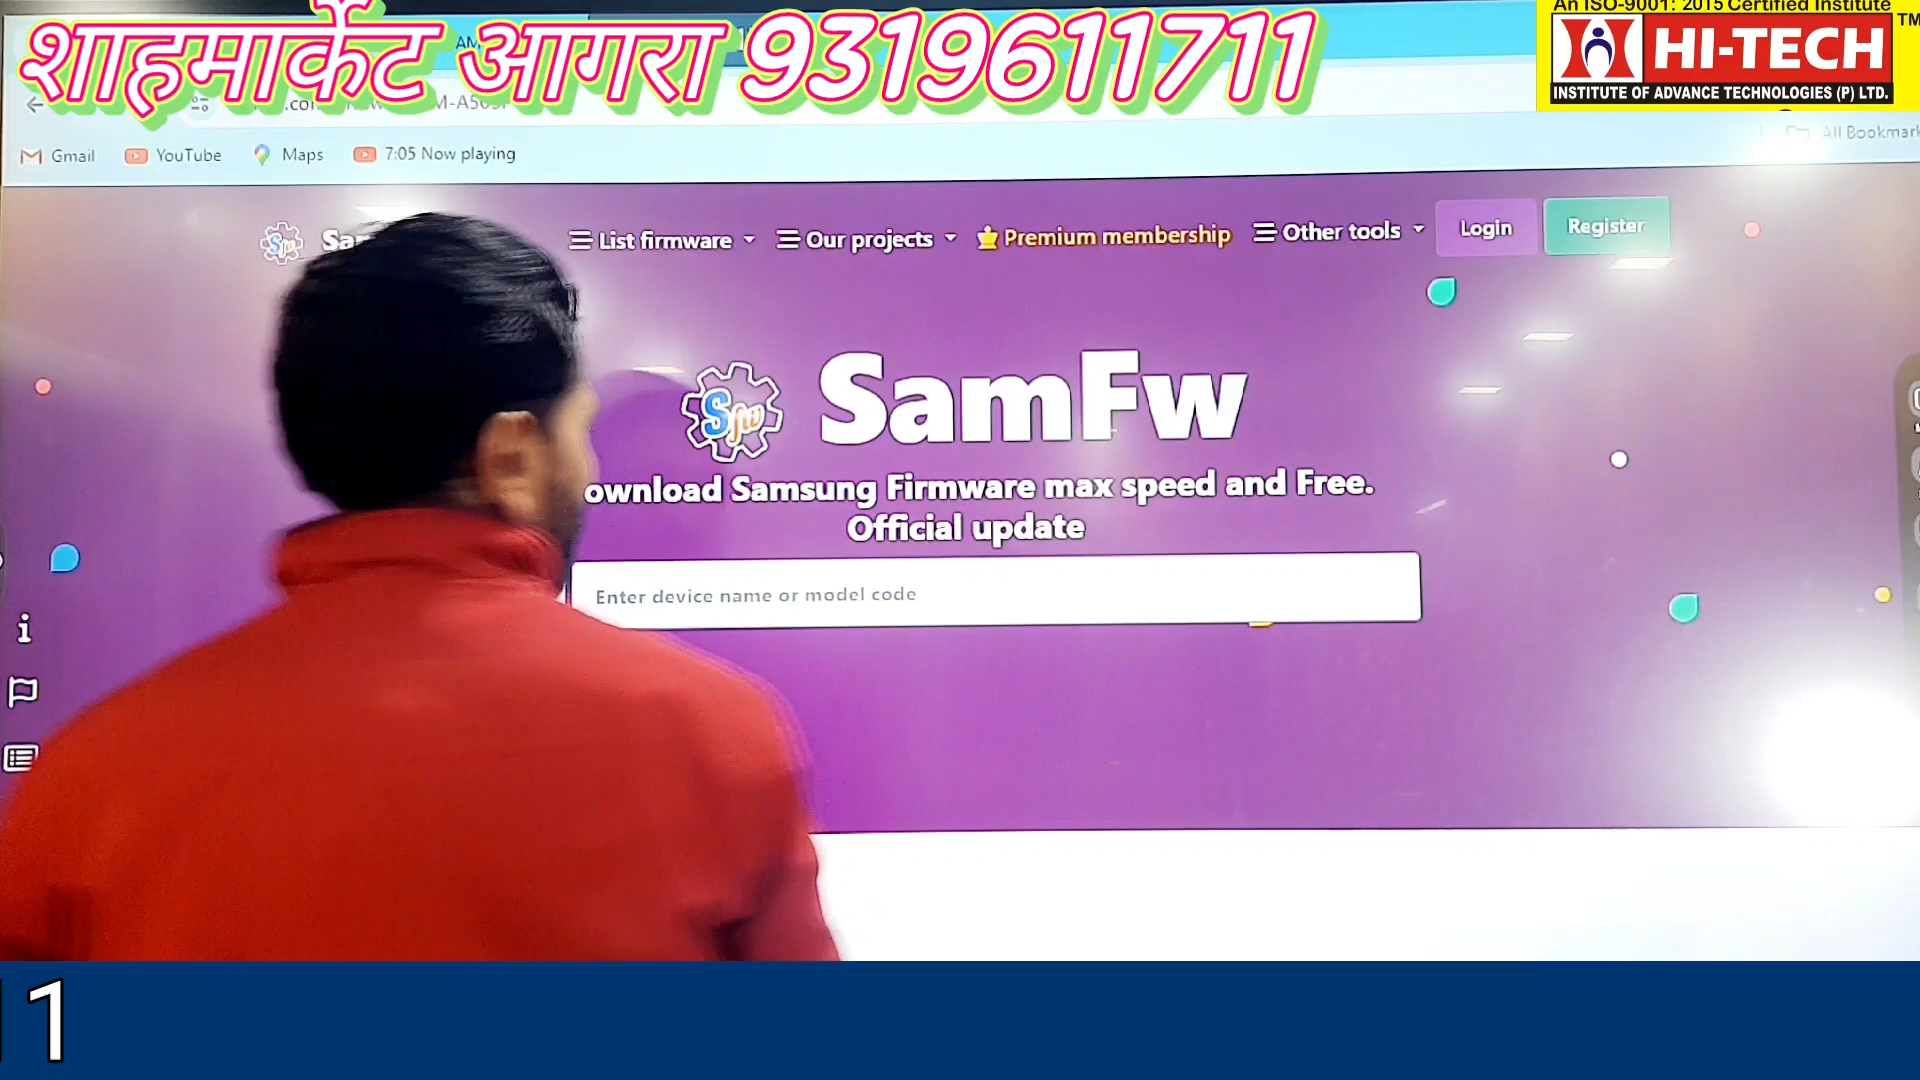 An ISO-9001: 2015 Certified Institute
शाहमार्केट आगरा 9319611711
HI-TECH
TM
INSTITUTE OF ADVANCE TECHNOLOGIES (P) LTD.
All Bookmark
Gmail YouTube Maps 7:05 Now playing
List firmware Our projects Premium membership Other tools Login Register
Sfw SamFw
ownload Samsung Firmware max speed and Free.
Official update
Enter device name or model code
1